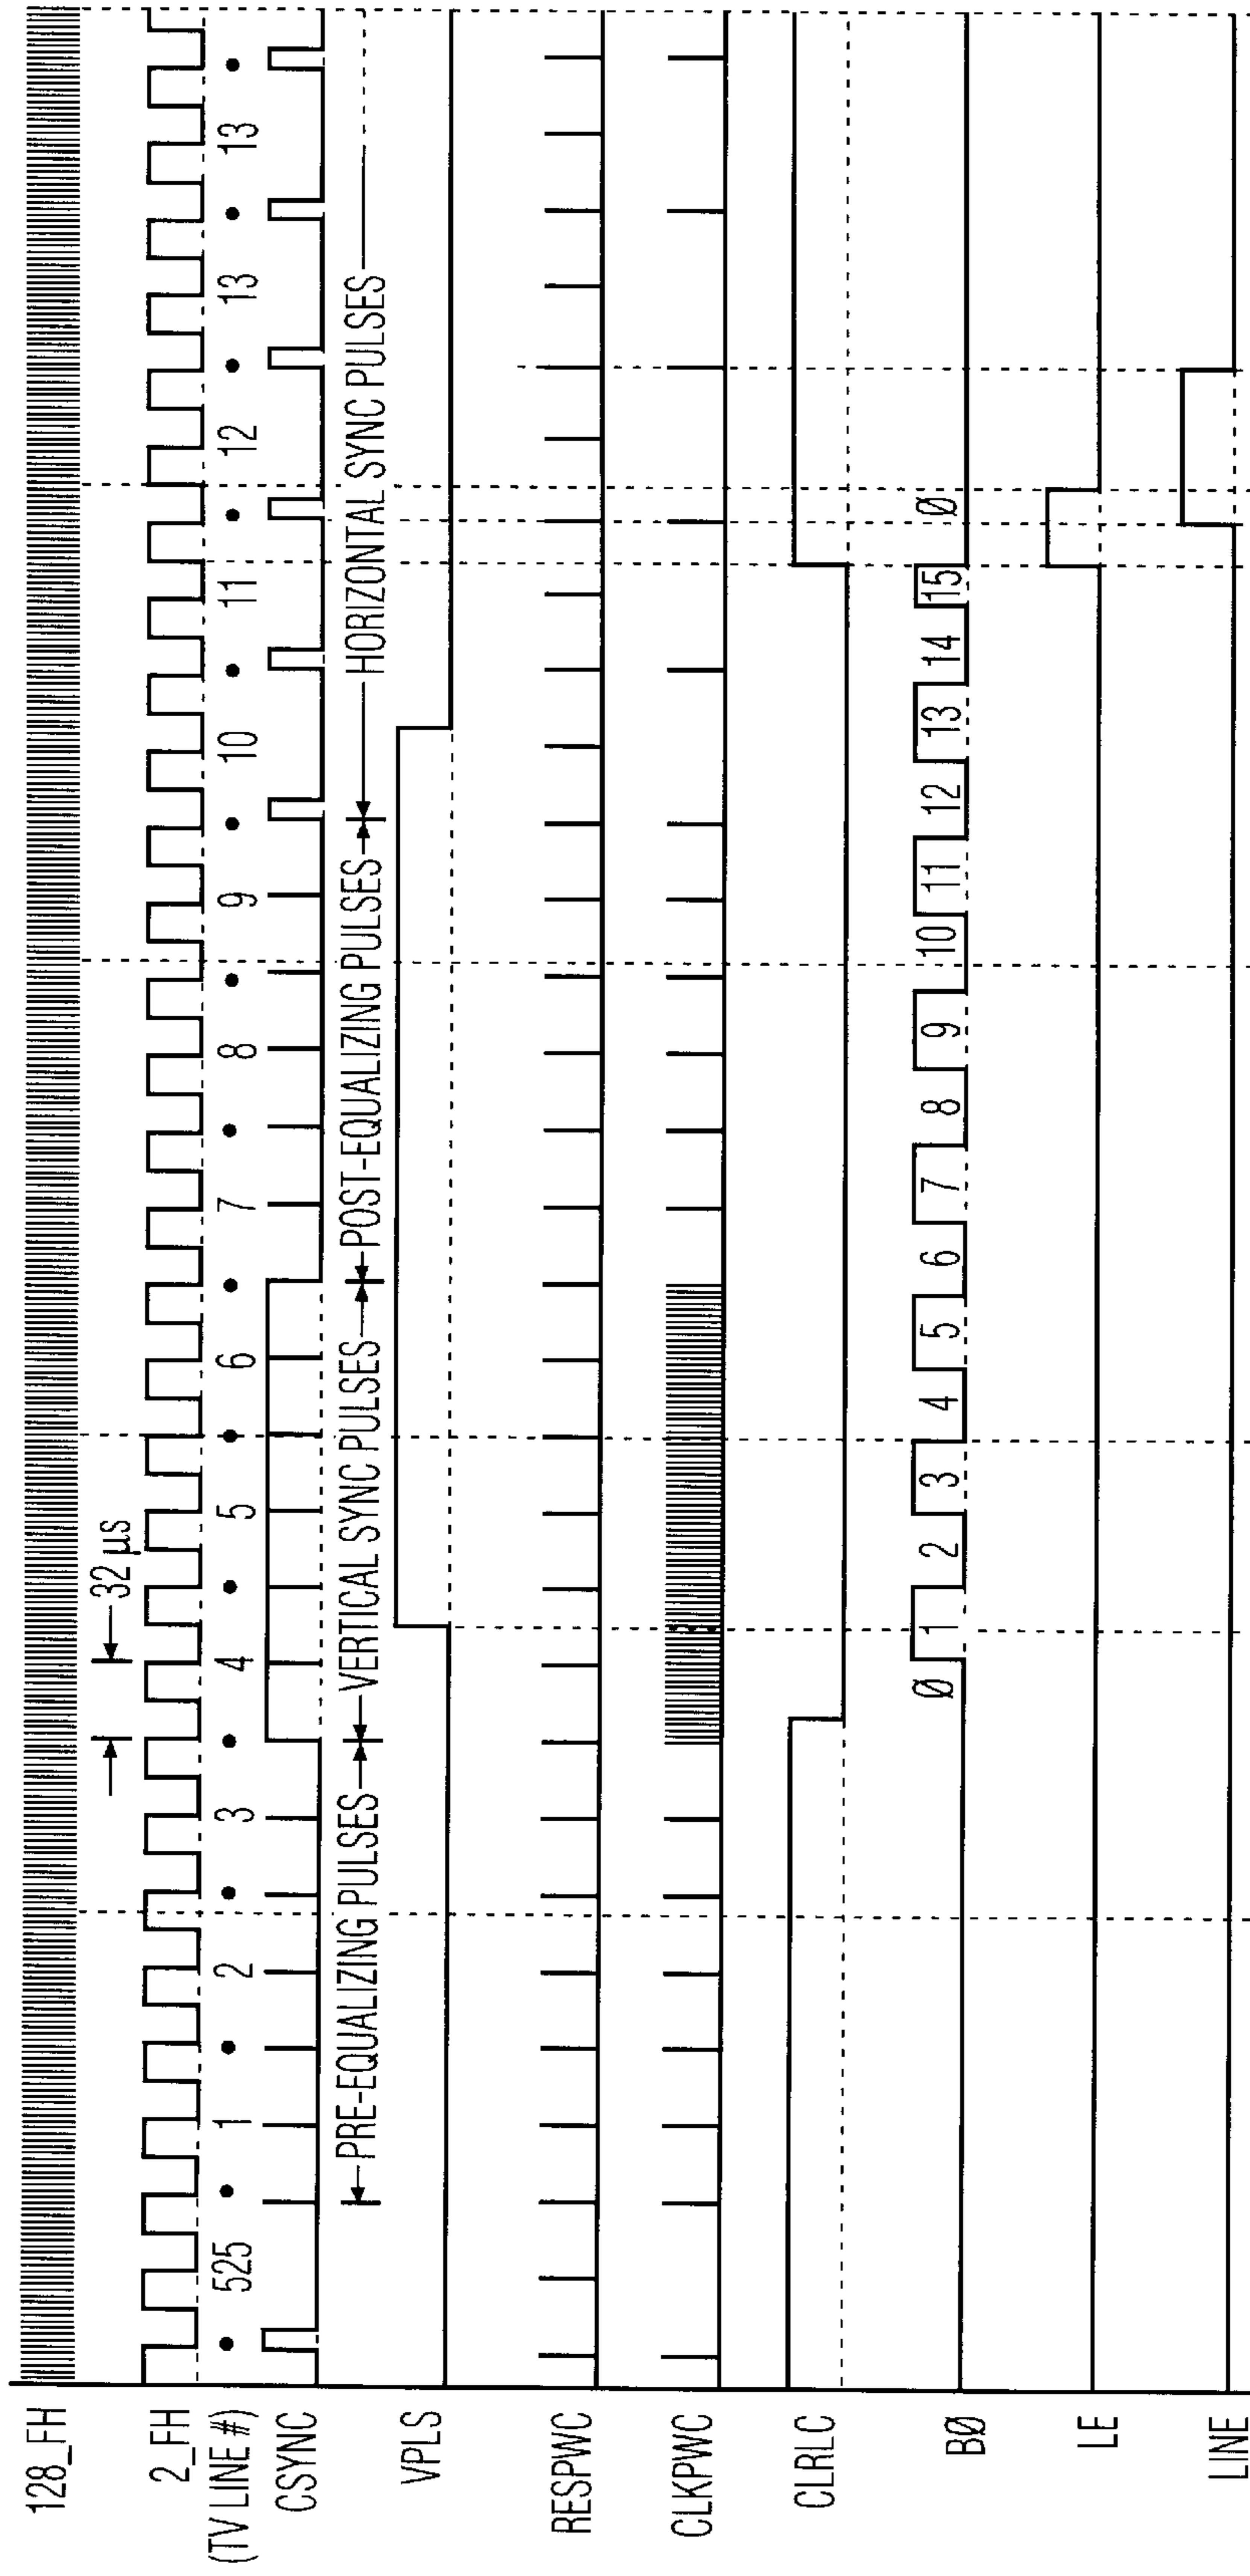 128_FH
32 µs
2_FH
(TV LINE #) 525 1 2 3 4 5 6 7 8 9 10 11 12 13 13
CSYNC
PRE-EQUALIZING PULSES VERTICAL SYNC PULSES POST-EQUALIZING PULSES HORIZONTAL SYNC PULSES
VPLS
RESPWC
CLKPWC
CLRLC
BØ Ø 1 2 3 4 5 6 7 8 9 10 11 12 13 14 15 Ø
LE
LINE